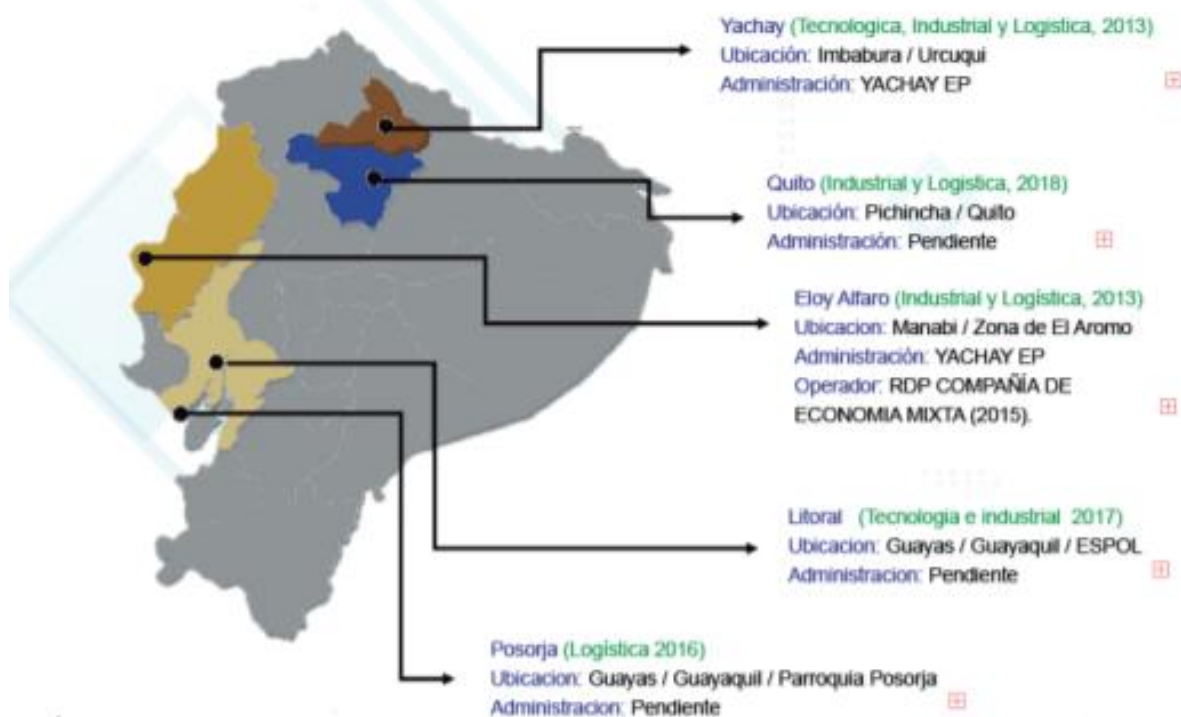 Yachay (Tecnologica, Industrial y Logistica, 2013)
Ubicación: Imbabura / Urcuqui
Administración: YACHAY EP
Quito (Industrial y Logistica, 2018)
Ubicación: Pichincha / Quito
Administración: Pendiente
Eloy Alfaro (Industrial y Logística, 2013)
Ubicacion: Manabi / Zona de El Aromo
Administración: YACHAY EP
Operador: RDP COMPAÑÍA DE
ECONOMIA MIXTA (2015).
Litoral (Tecnologia e industrial 2017)
Ubicacion: Guayas / Guayaquil / ESPOL
Administracion: Pendiente
Posorja (Logística 2016)
Ubicacion: Guayas / Guayaquil / Parroquia Posorja
Administración: Pendiente